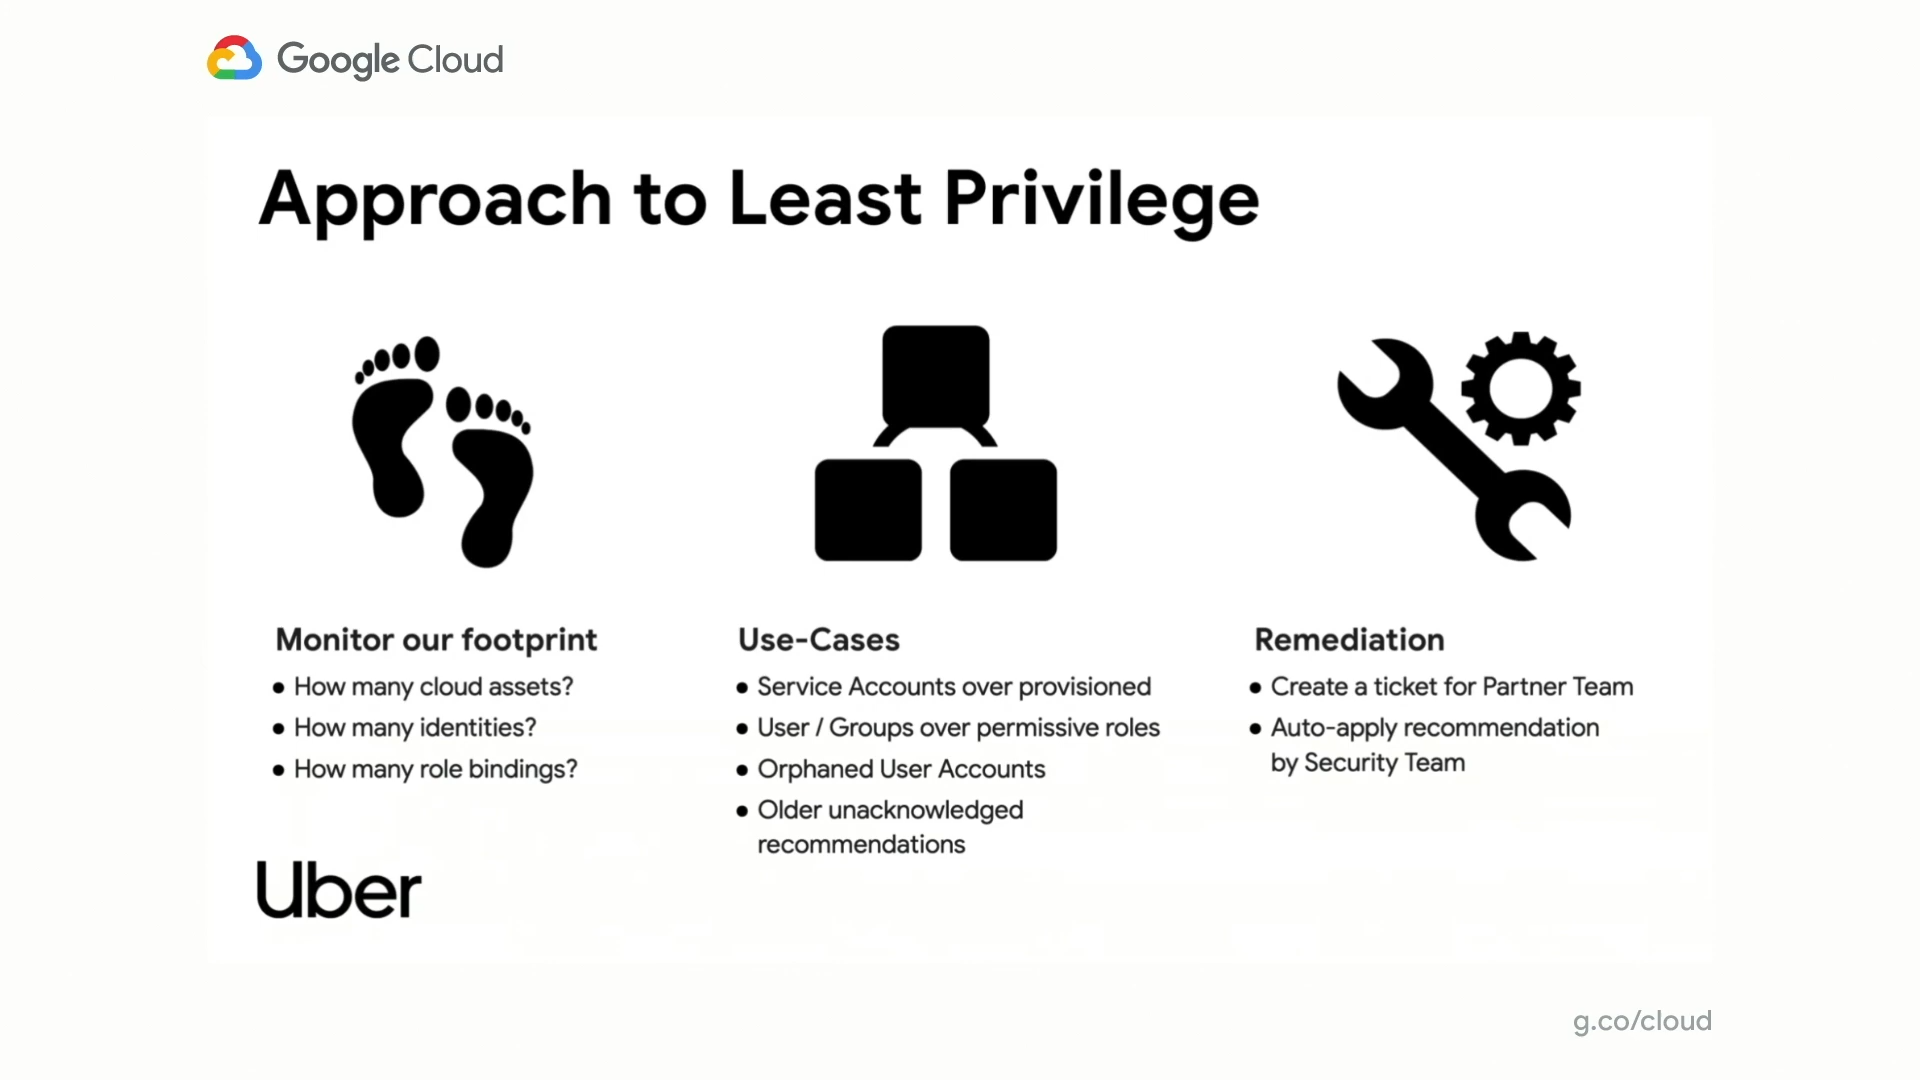 Google Cloud
Approach to Least Privilege
Monitor our footprint
• How many cloud assets?
• How many identities?
• How many role bindings?
Use-Cases
• Service Accounts over provisioned
• User / Groups over permissive roles
• Orphaned User Accounts
• Older unacknowledged
recommendations
Remediation
• Create a ticket for Partner Team
• Auto-apply recommendation
by Security Team
Uber
g.co/cloud